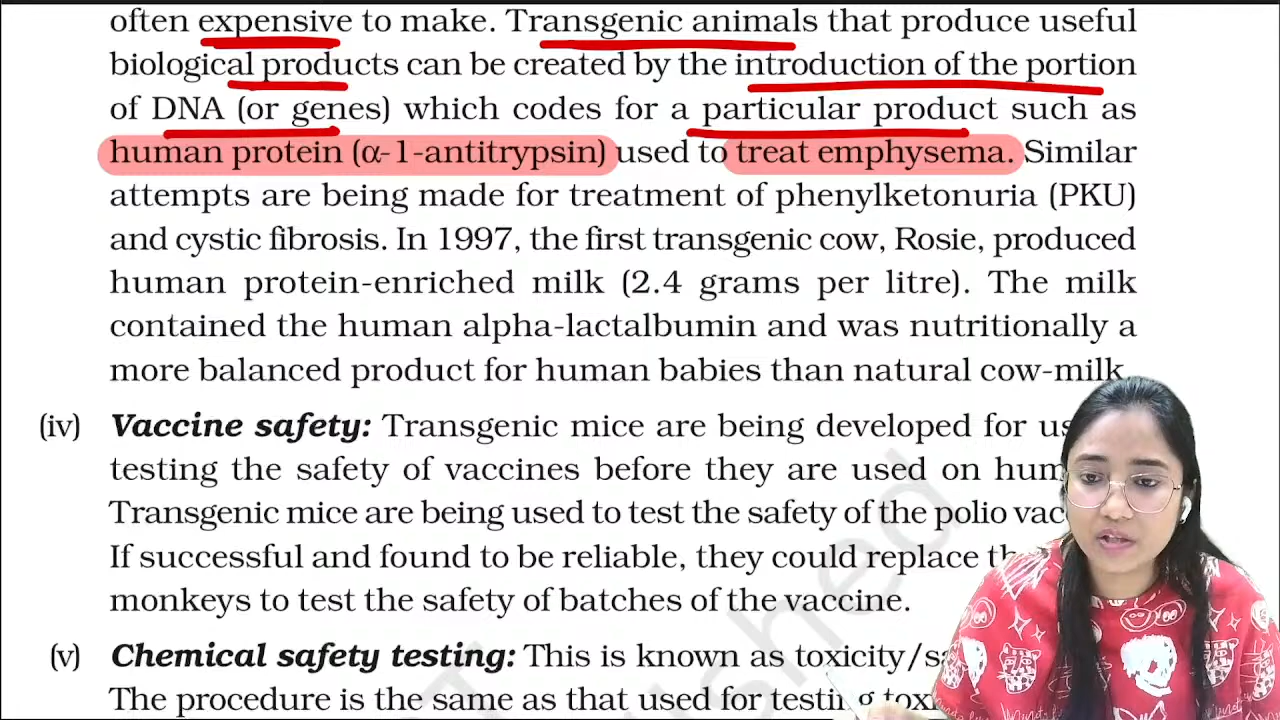 often expensive to make. Transgenic animals that produce useful
biological products can be created by the introduction of the portion
of DNA (or genes) which codes for a particular product such as
human protein (α-1-antitrypsin) used to treat emphysema. Similar
attempts are being made for treatment of phenylketonuria (PKU)
and cystic fibrosis. In 1997, the first transgenic cow, Rosie, produced
human protein-enriched milk (2.4 grams per litre). The milk
contained the human alpha-lactalbumin and was nutritionally a
more balanced product for human babies than natural cow-milk.
(iv) Vaccine safety: Transgenic mice are being developed for
testing the safety of vaccines before they are used on
Transgenic mice are being used to test the safety of the polio
If successful and found to be reliable, they could replace
monkeys to test the safety of batches of the vaccine.
(v) Chemical safety testing: This is known as
The procedure is the same as that used for testing